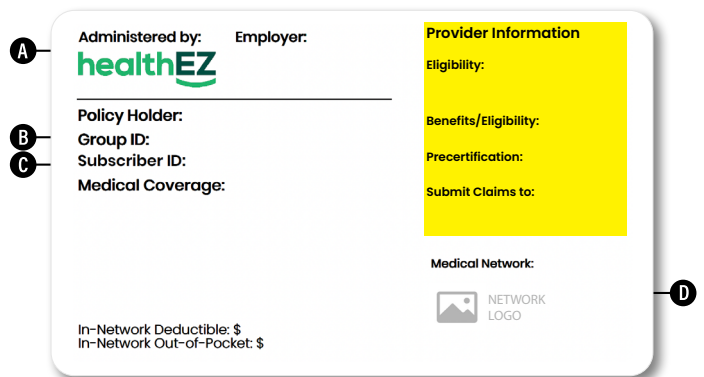 A
Administered by: Employer:
healthEZ
Policy Holder:
B
Group ID:
C
Subscriber ID:
Medical Coverage:
In-Network Deductible: $
In-Network Out-of-Pocket: $
Provider Information
Eligibility:
Benefits/Eligibility:
Precertification:
Submit Claims to:
Medical Network:
D
NETWORK
LOGO